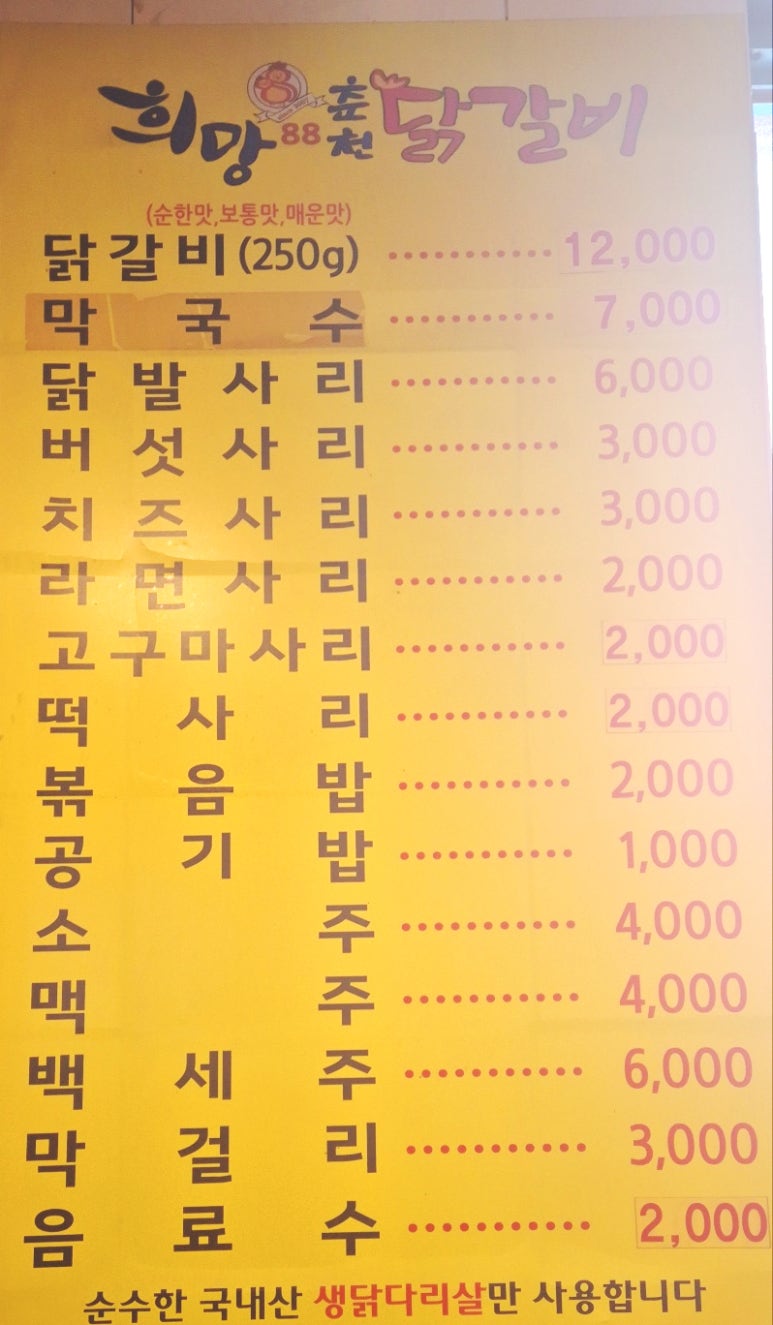 희망 88 춘천 닭갈비
(순한맛,보통맛,매운맛)
닭갈비(250g) ........... 12,000
막국수 ........... 7,000
닭발사리 ........... 6,000
버섯사리 ........... 3,000
치즈사리 ........... 3,000
라면사리 ........... 2,000
고구마사리 ........... 2,000
떡사리 ........... 2,000
볶음밥 ........... 2,000
공기밥 ........... 1,000
소주 ........... 4,000
맥주 ........... 4,000
백세주 ........... 6,000
막걸리 ........... 3,000
음료수 ........... 2,000
순수한 국내산 생닭다리살만 사용합니다